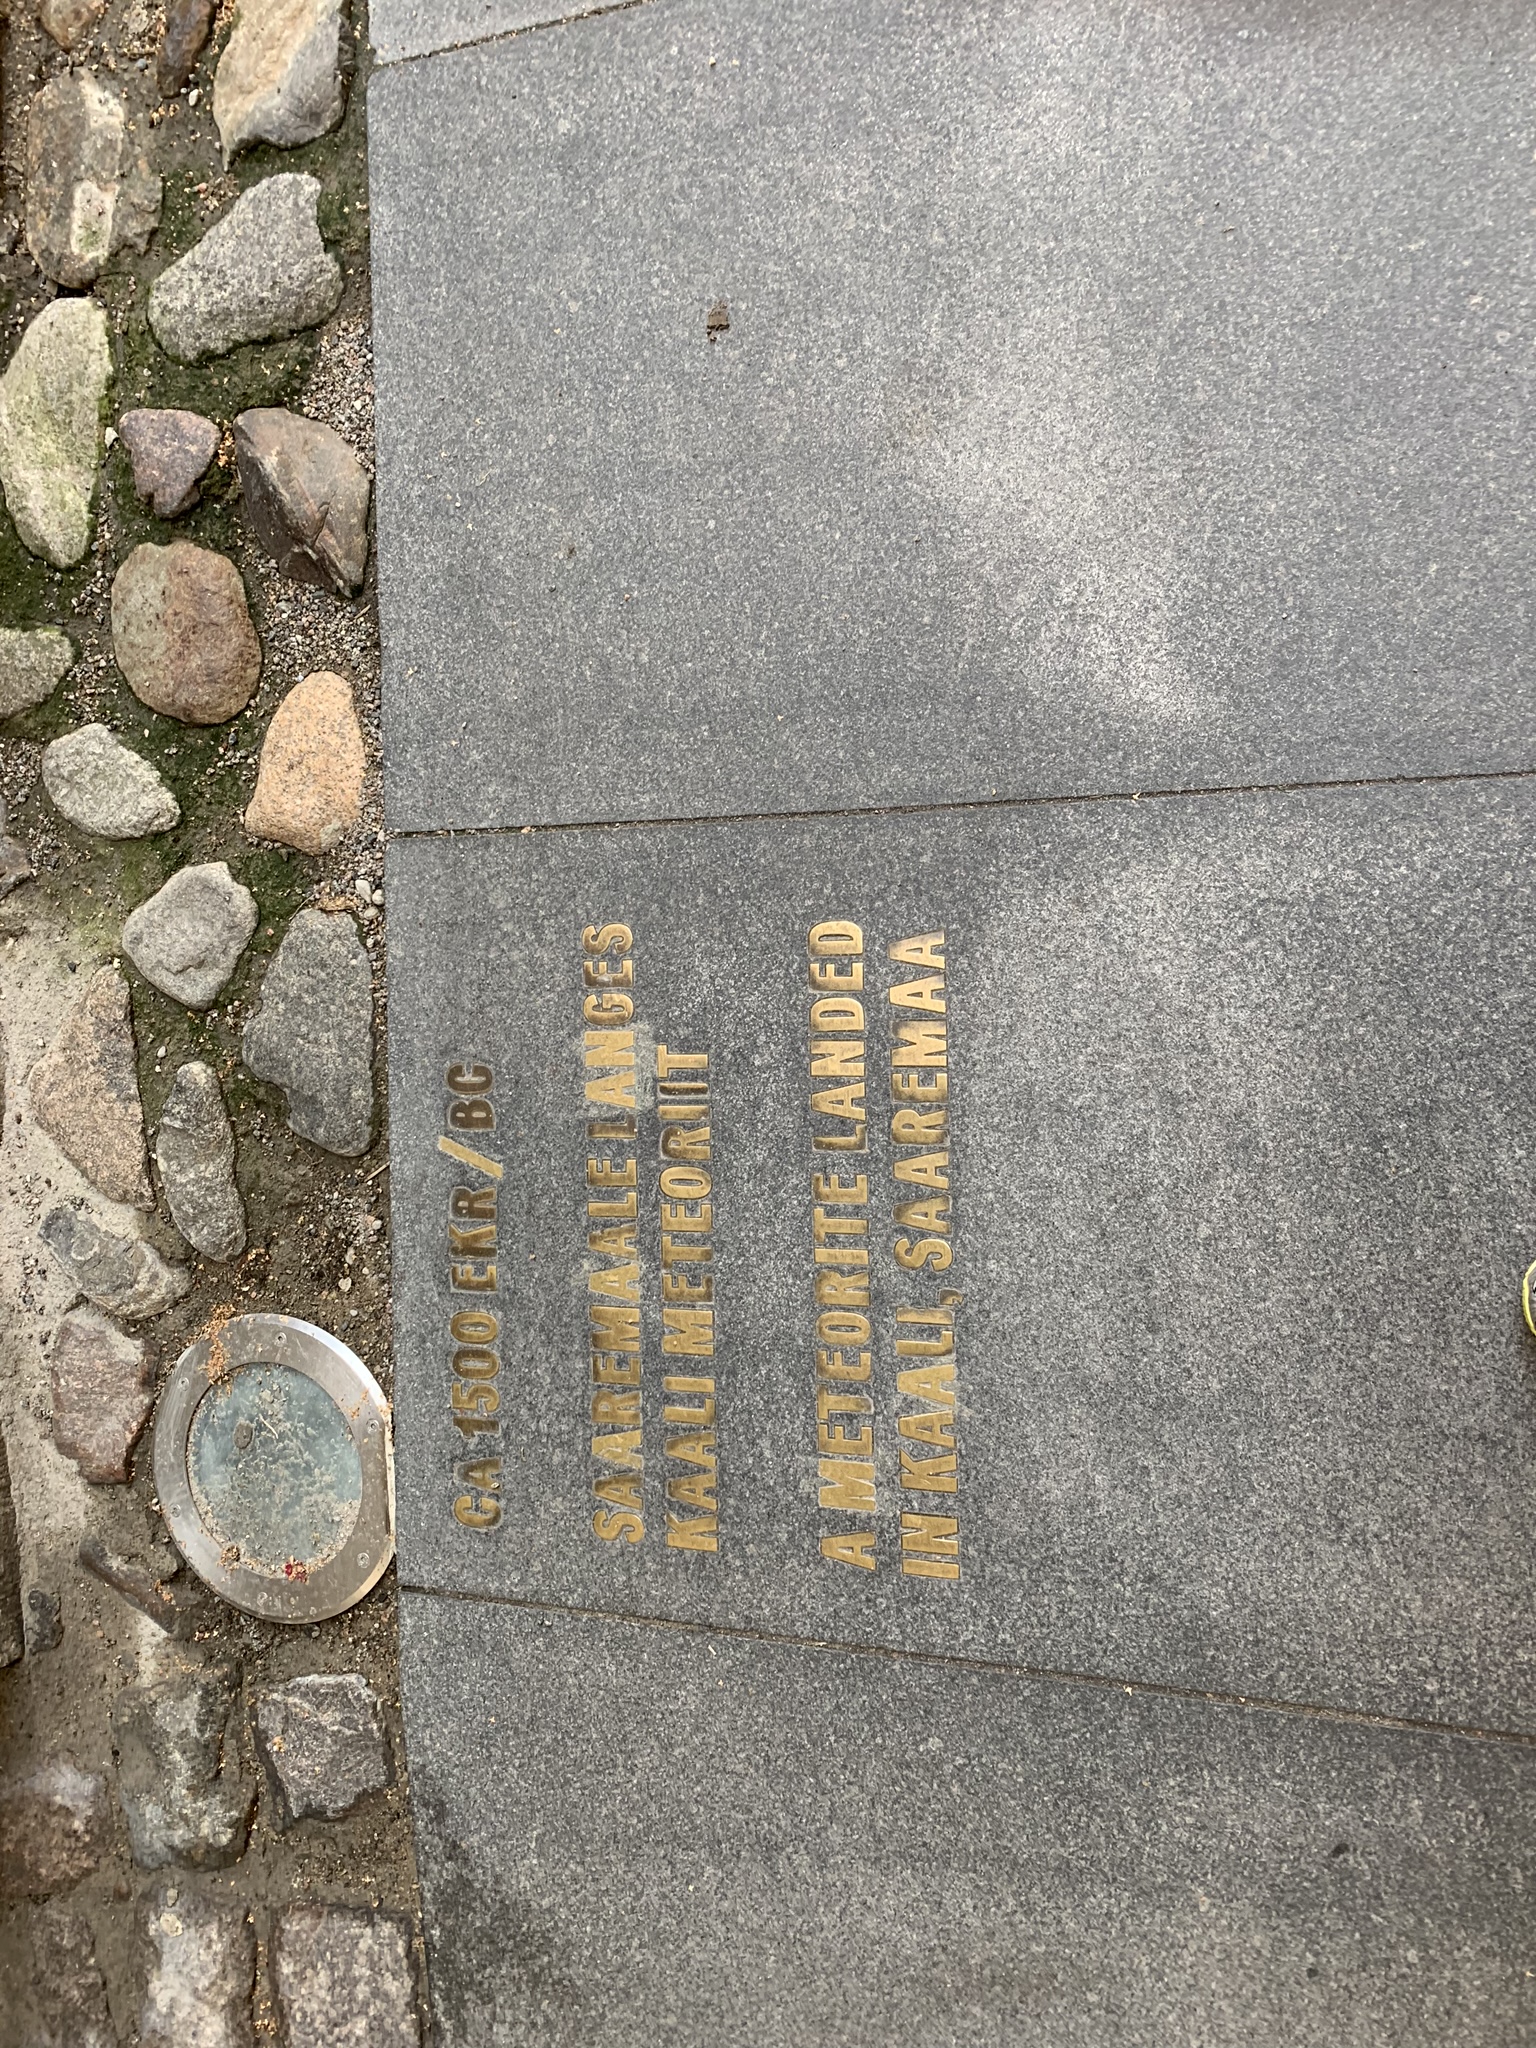 CA 1500 EKR/BC
SAAREMAALE LANGES
KAALI METEORIIT
A METEORITE LANDED
IN KAALI, SAAREMAA